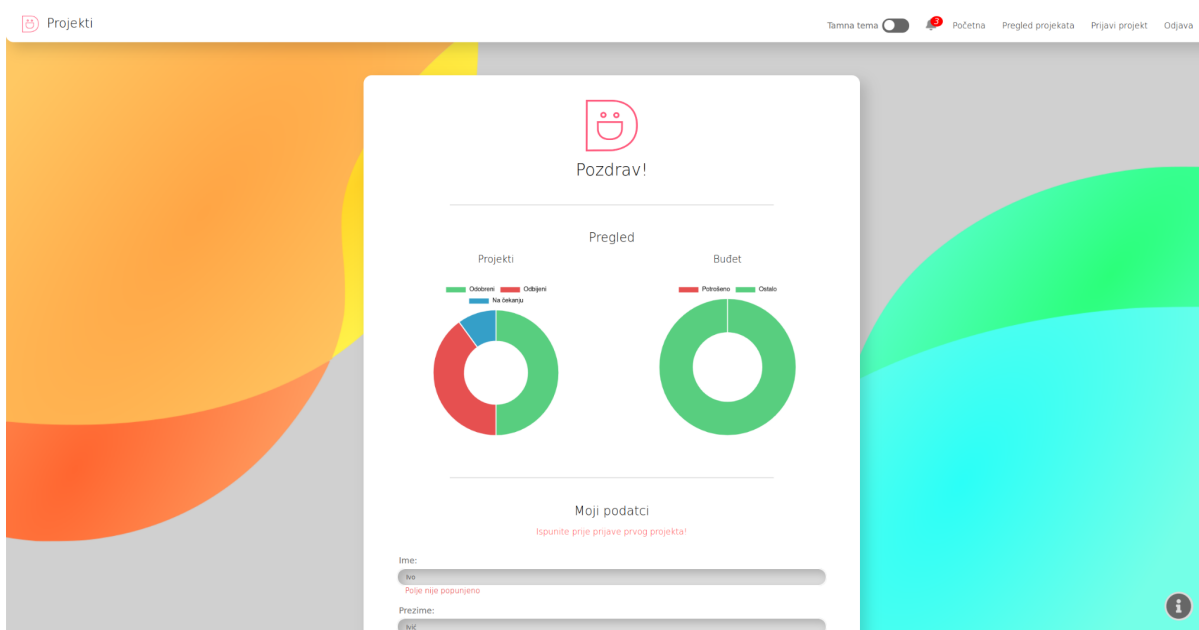 Projekti
Tamna tema
3
Početna
Pregled projekata
Prijavi projekt
Odjava
Pozdrav!
Pregled
Projekti
Budet
Odobreni Odbijeni
Na čekanju
Potrošeno Ostalo
Moji podatci
Ispunite prije prijave prvog projekta!
Ime:
Ivo
Polje nije popunjeno
Prezime:
Ivić